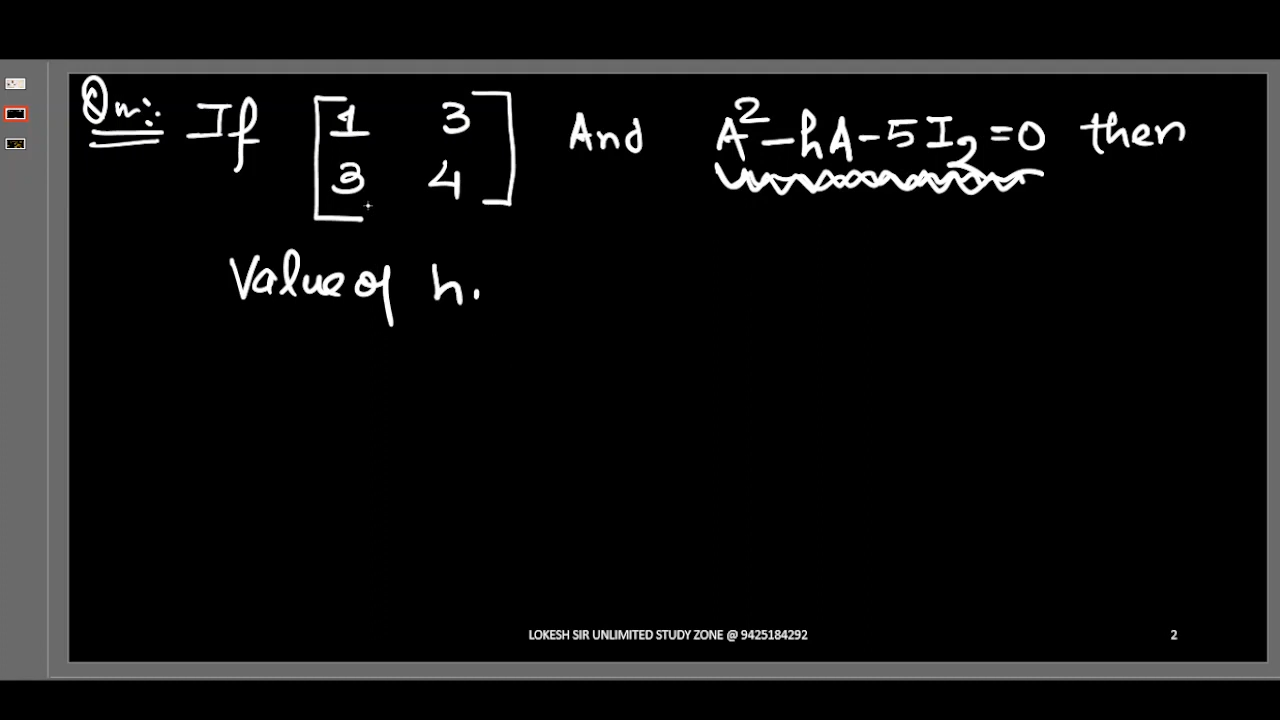 Qn:- If [1 3
3 4] And A² - hA - 5I₂ = 0 then
Value of h.
LOKESH SIR UNLIMITED STUDY ZONE @ 9425184292 2